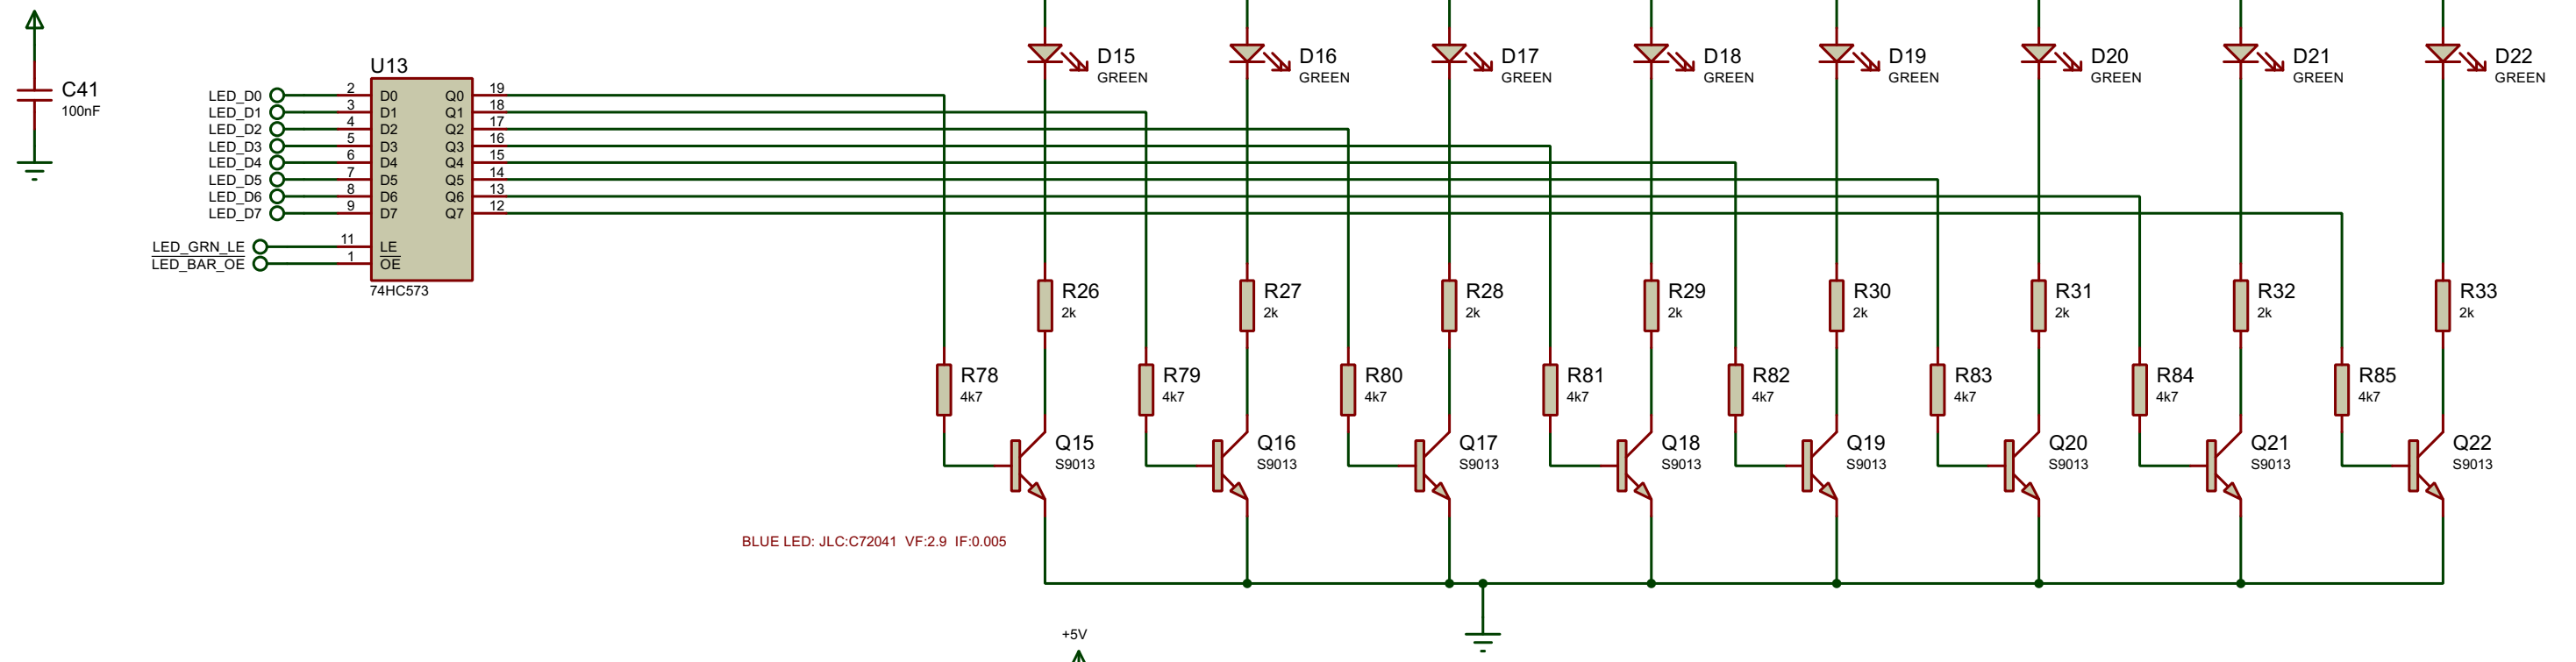 D15
GREEN
D16
GREEN
D17
GREEN
D18
GREEN
D19
GREEN
D20
GREEN
D21
GREEN
D22
GREEN
C41
100nF
U13
LED_D0 2 D0 Q0 19
LED_D1 3 D1 Q1 18
LED_D2 4 D2 Q2 17
LED_D3 5 D3 Q3 16
LED_D4 6 D4 Q4 15
LED_D5 7 D5 Q5 14
LED_D6 8 D6 Q6 13
LED_D7 9 D7 Q7 12
LED_GRN_LE 11 LE
LED_BAR_OE 1 OE
74HC573
R26
2k
R27
2k
R28
2k
R29
2k
R30
2k
R31
2k
R32
2k
R33
2k
R78
4k7
R79
4k7
R80
4k7
R81
4k7
R82
4k7
R83
4k7
R84
4k7
R85
4k7
Q15
S9013
Q16
S9013
Q17
S9013
Q18
S9013
Q19
S9013
Q20
S9013
Q21
S9013
Q22
S9013
BLUE LED: JLC:C72041 VF:2.9 IF:0.005
+5V